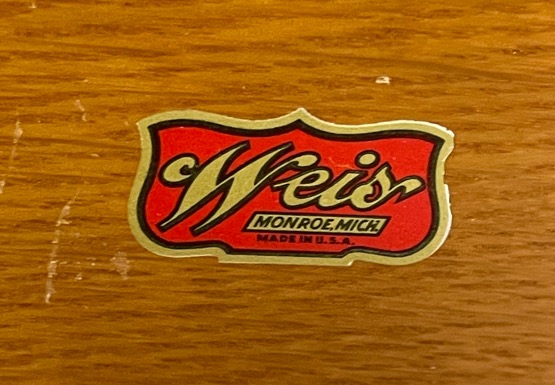 Weis
MONROE, MICH.
MADE IN U.S.A.